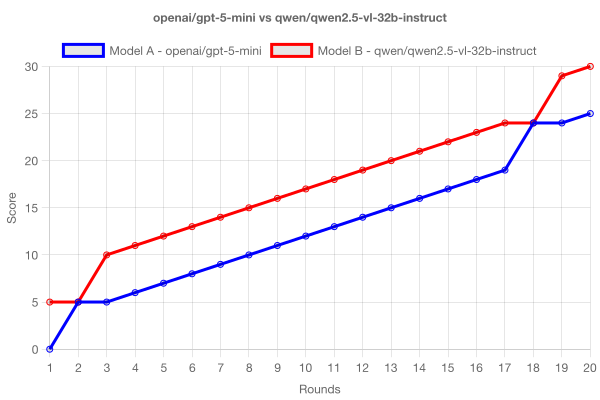 openai/gpt-5-mini vs qwen/qwen2.5-vl-32b-instruct
Model A - openai/gpt-5-mini Model B - qwen/qwen2.5-vl-32b-instruct
30
25
20
15
10
5
0
Score
1 2 3 4 5 6 7 8 9 10 11 12 13 14 15 16 17 18 19 20
Rounds